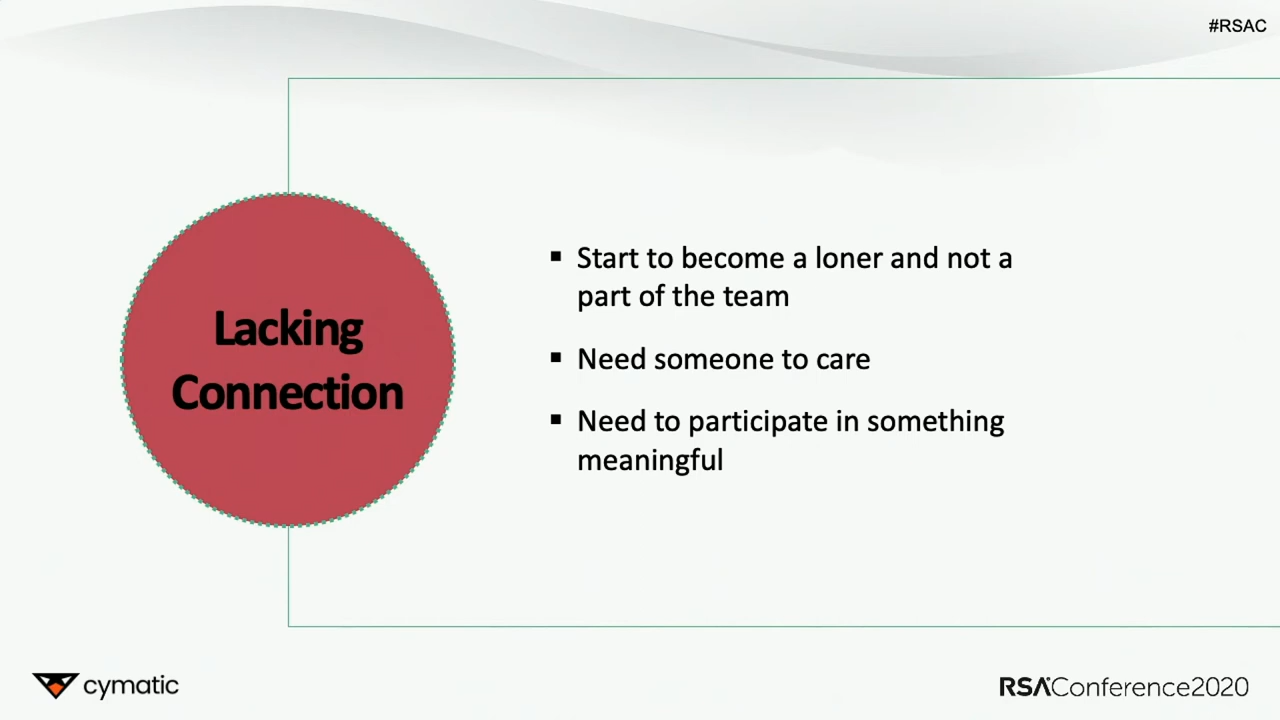 #RSAC
Lacking
Connection
▪ Start to become a loner and not a
part of the team
▪ Need someone to care
▪ Need to participate in something
meaningful
cymatic
RSAConference2020